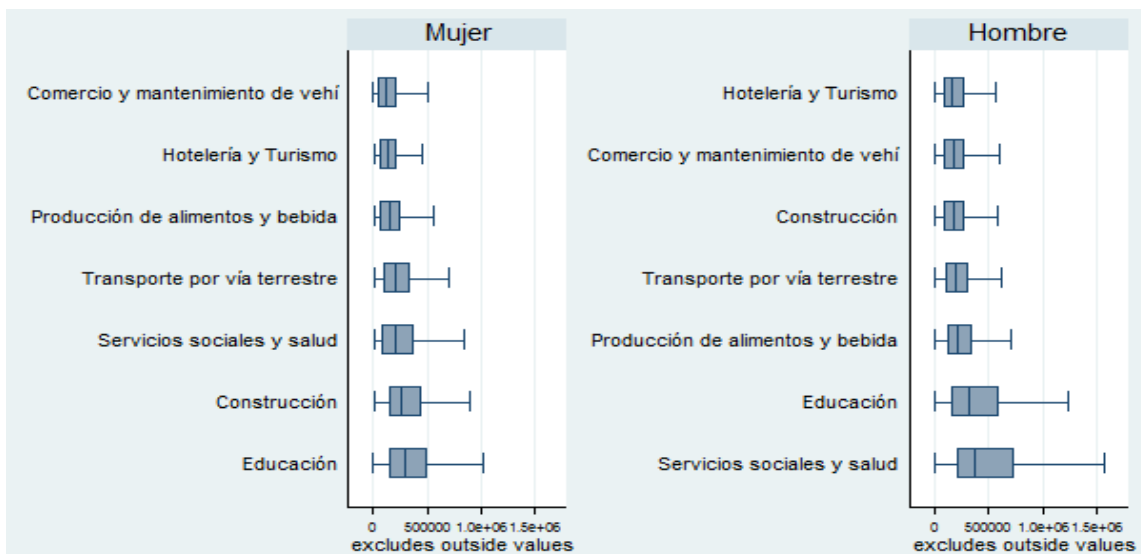 Mujer
Comercio y mantenimiento de vehí
Hotelería y Turismo
Producción de alimentos y bebida
Transporte por vía terrestre
Servicios sociales y salud
Construcción
Educación
0 500000 1.0e+06 1.5e+06
excludes outside values
Hombre
Hotelería y Turismo
Comercio y mantenimiento de vehí
Construcción
Transporte por vía terrestre
Producción de alimentos y bebida
Educación
Servicios sociales y salud
0 500000 1.0e+06 1.5e+06
excludes outside values